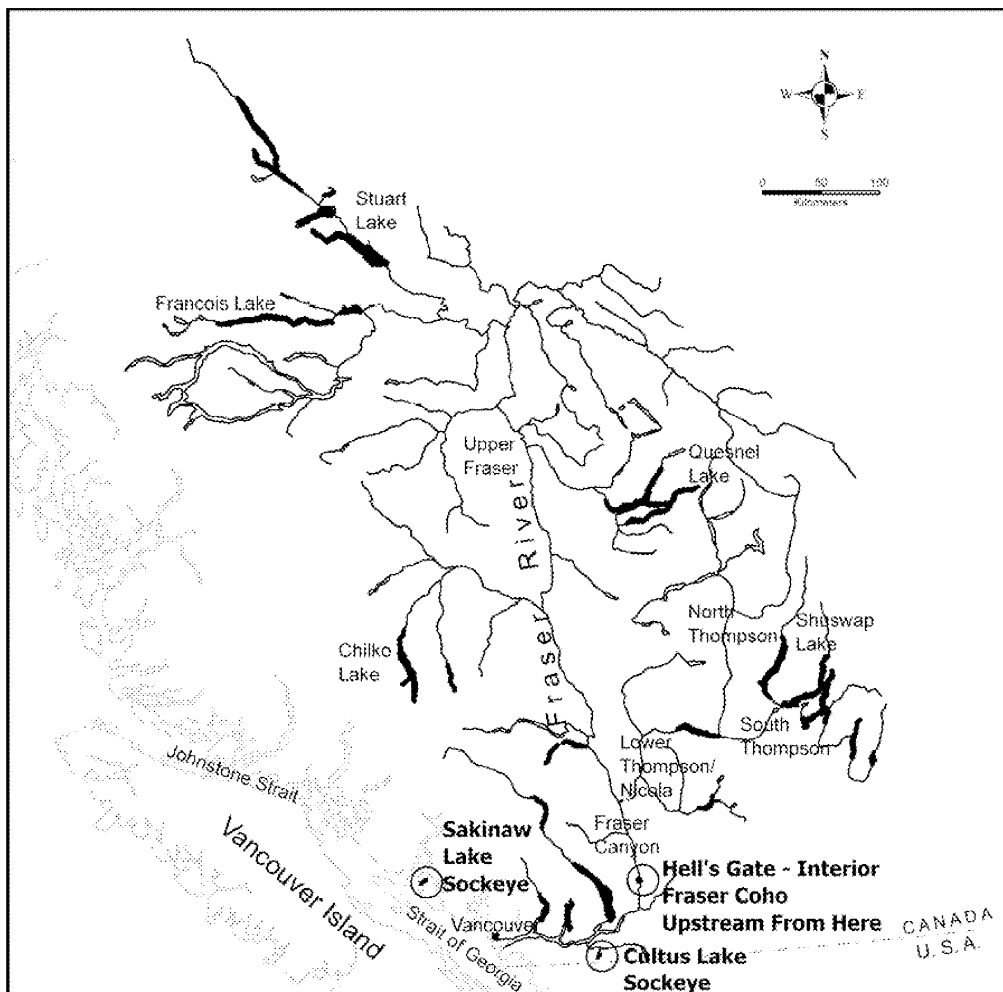 N
W E
S
0 50 100
Kilometers
Stuart
Lake
Francois Lake
Upper
Fraser
Quesnel
Lake
Fraser River
North
Thompson
Shuswap
Lake
Chilko
Lake
South
Thompson
Lower
Thompson/
Nicola
Johnstone Strait
Fraser
Canyon
Vancouver Island
Sakinaw
Lake
Sockeye
Hell's Gate - Interior
Fraser Coho
Upstream From Here
Vancouver
Strait of Georgia
CANADA
U.S.A.
Cultus Lake
Sockeye